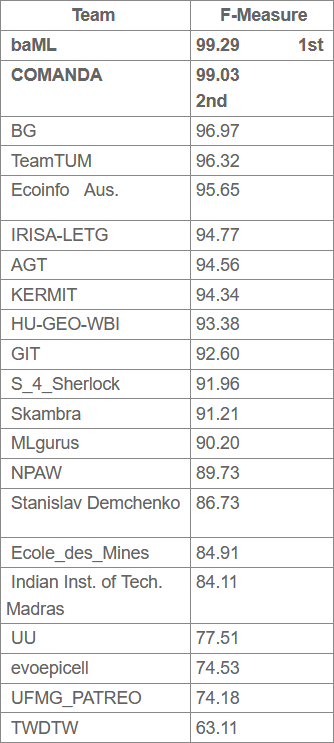 Team F-Measure
baML 99.29 1st
COMANDA 99.03
2nd
BG 96.97
TeamTUM 96.32
Ecoinfo Aus. 95.65
IRISA-LETG 94.77
AGT 94.56
KERMIT 94.34
HU-GEO-WBI 93.38
GIT 92.60
S_4_Sherlock 91.96
Skambra 91.21
MLgurus 90.20
NPAW 89.73
Stanislav Demchenko 86.73
Ecole_des_Mines 84.91
Indian Inst. of Tech. 84.11
Madras
UU 77.51
evoepicell 74.53
UFMG_PATREO 74.18
TWDTW 63.11